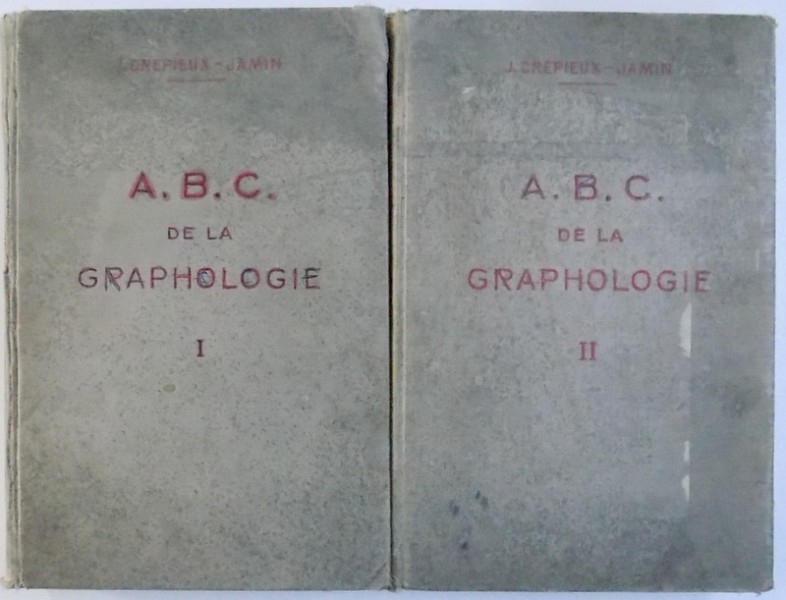 J. CRÉPIEUX-JAMIN
A. B. C.
DE LA
GRAPHOLOGIE
I
J. CRÉPIEUX-JAMIN
A. B. C.
DE LA
GRAPHOLOGIE
II